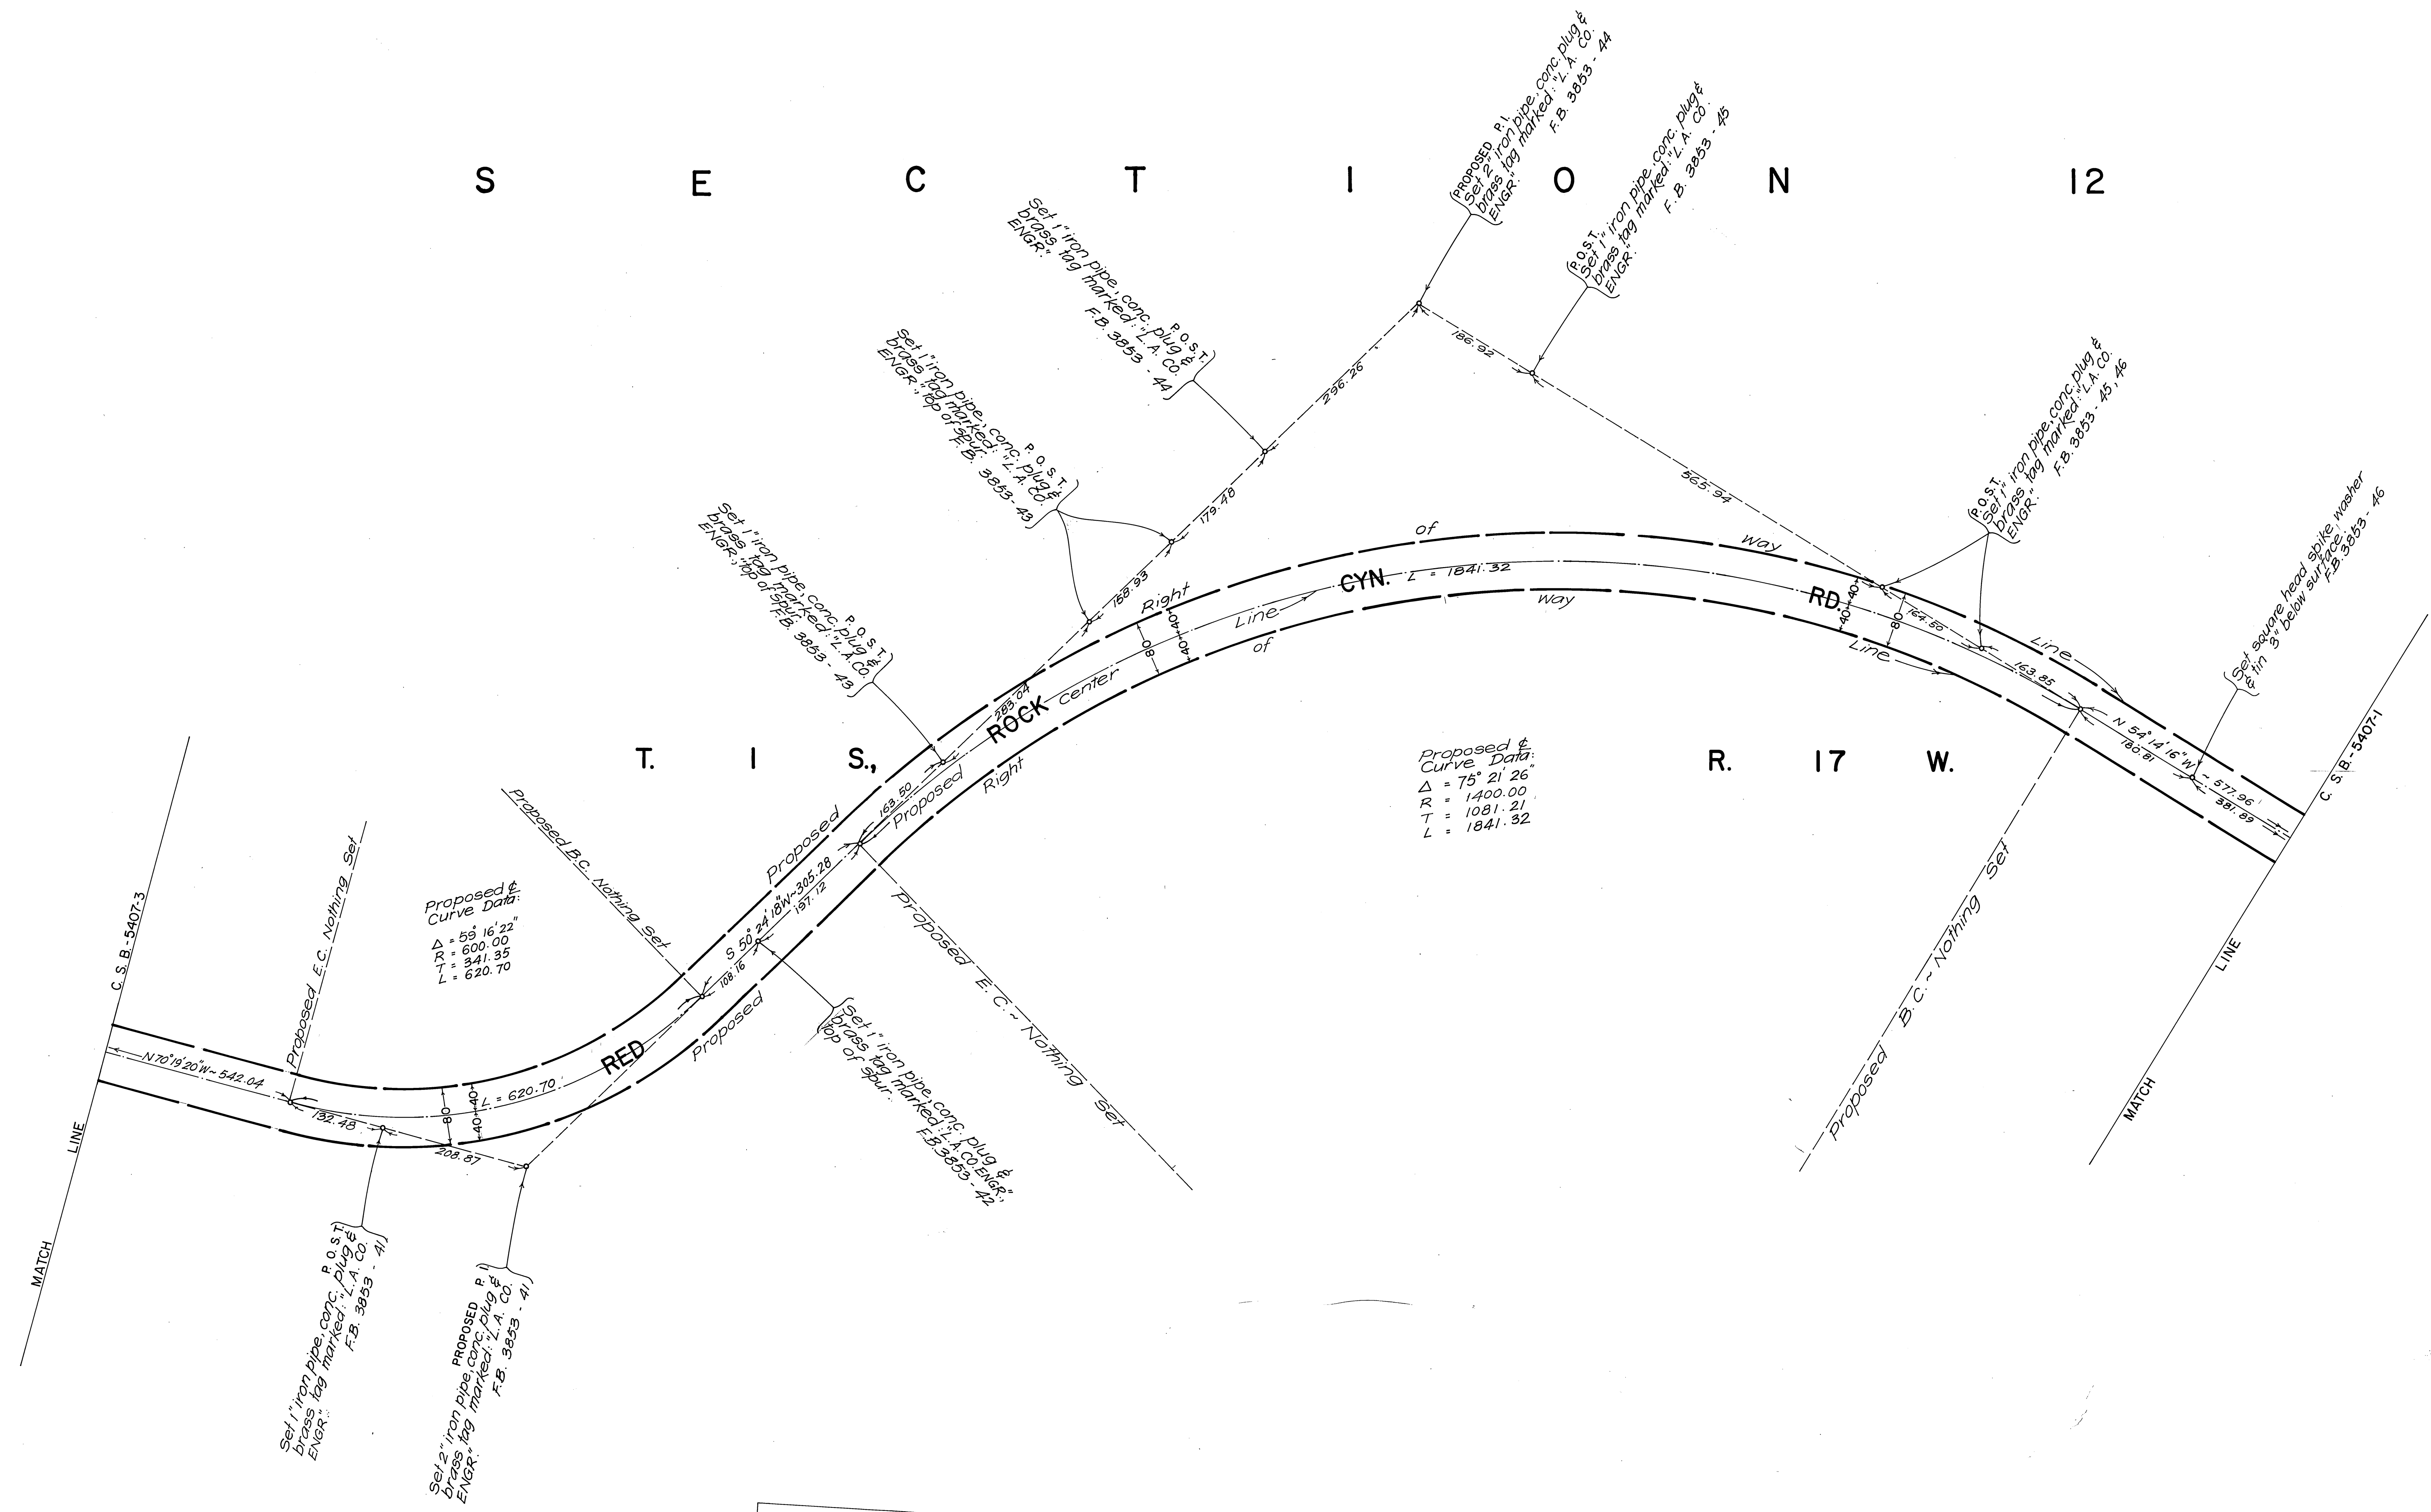 S E C T I O N 12
T. 1 S., R. 17 W.
(PROPOSED P. I.
Set 2" iron pipe, conc. plug &
brass tag marked: "L. A. CO.
ENGR." F.B. 3853 - 44
(P.O.S.T.
Set 1" iron pipe, conc. plug &
brass tag marked: "L. A. CO.
ENGR." F. B. 3853 - 45
P. O. S. T.
Set 1" iron pipe, conc. plug &
brass tag marked: "L. A. CO.
ENGR." F.B. 3853 - 44
P. O. S. T.
Set 1" iron pipe, conc. plug &
brass tag marked: "L. A. CO.
ENGR.", top of spur.
F.B. 3853 - 43
P. O. S. T.
Set 1" iron pipe, conc. plug &
brass tag marked: "L. A. CO.
ENGR.", top of spur.
F.B. 3853 - 43
(P.O.S.T.
Set 1" iron pipe, conc. plug &
brass tag marked: "L.A. CO.
ENGR." F.B. 3853 - 45, 46
Set square head spike, washer
& tin 3" below surface.
F.B. 3853 - 46
186.92
296.26
565.94
179.48
158.93
283.04
163.50
164.50
163.85
N 54° 14' 16" W ~ 577.96
180.81
381.89
C. S. B. - 5407-1
MATCH LINE
Proposed Right of way Line
Proposed center Line
L = 1841.32
RED ROCK CYN. RD.
Proposed Right of way Line
80
40 40
80
40 40
Proposed ℄
Curve Data:
Δ = 75° 21' 26"
R = 1400.00
T = 1081.21
L = 1841.32
Proposed B. C. ~ Nothing Set
Proposed E. C. ~ Nothing Set
Proposed B.C. Nothing Set
S 50° 24' 18" W ~ 305.28
197.12
108.16
Set 1" iron pipe, conc. plug &
brass tag marked: "L.A. CO. ENGR.",
top of spur. F.B. 3853 - 42
Proposed ℄
Curve Data:
Δ = 59° 16' 22"
R = 600.00
T = 341.35
L = 620.70
Proposed E.C. Nothing Set
C. S. B. - 5407-3
MATCH LINE
N 70° 19' 20" W ~ 542.04
L = 620.70
80
40 40
132.48
208.87
P. O. S. T.
Set 1" iron pipe, conc. plug &
brass tag marked: "L. A. CO.
ENGR." F.B. 3853 - 41
PROPOSED P. I.
Set 2" iron pipe, conc. plug &
brass tag marked: "L. A. CO.
ENGR." F.B. 3853 - 41